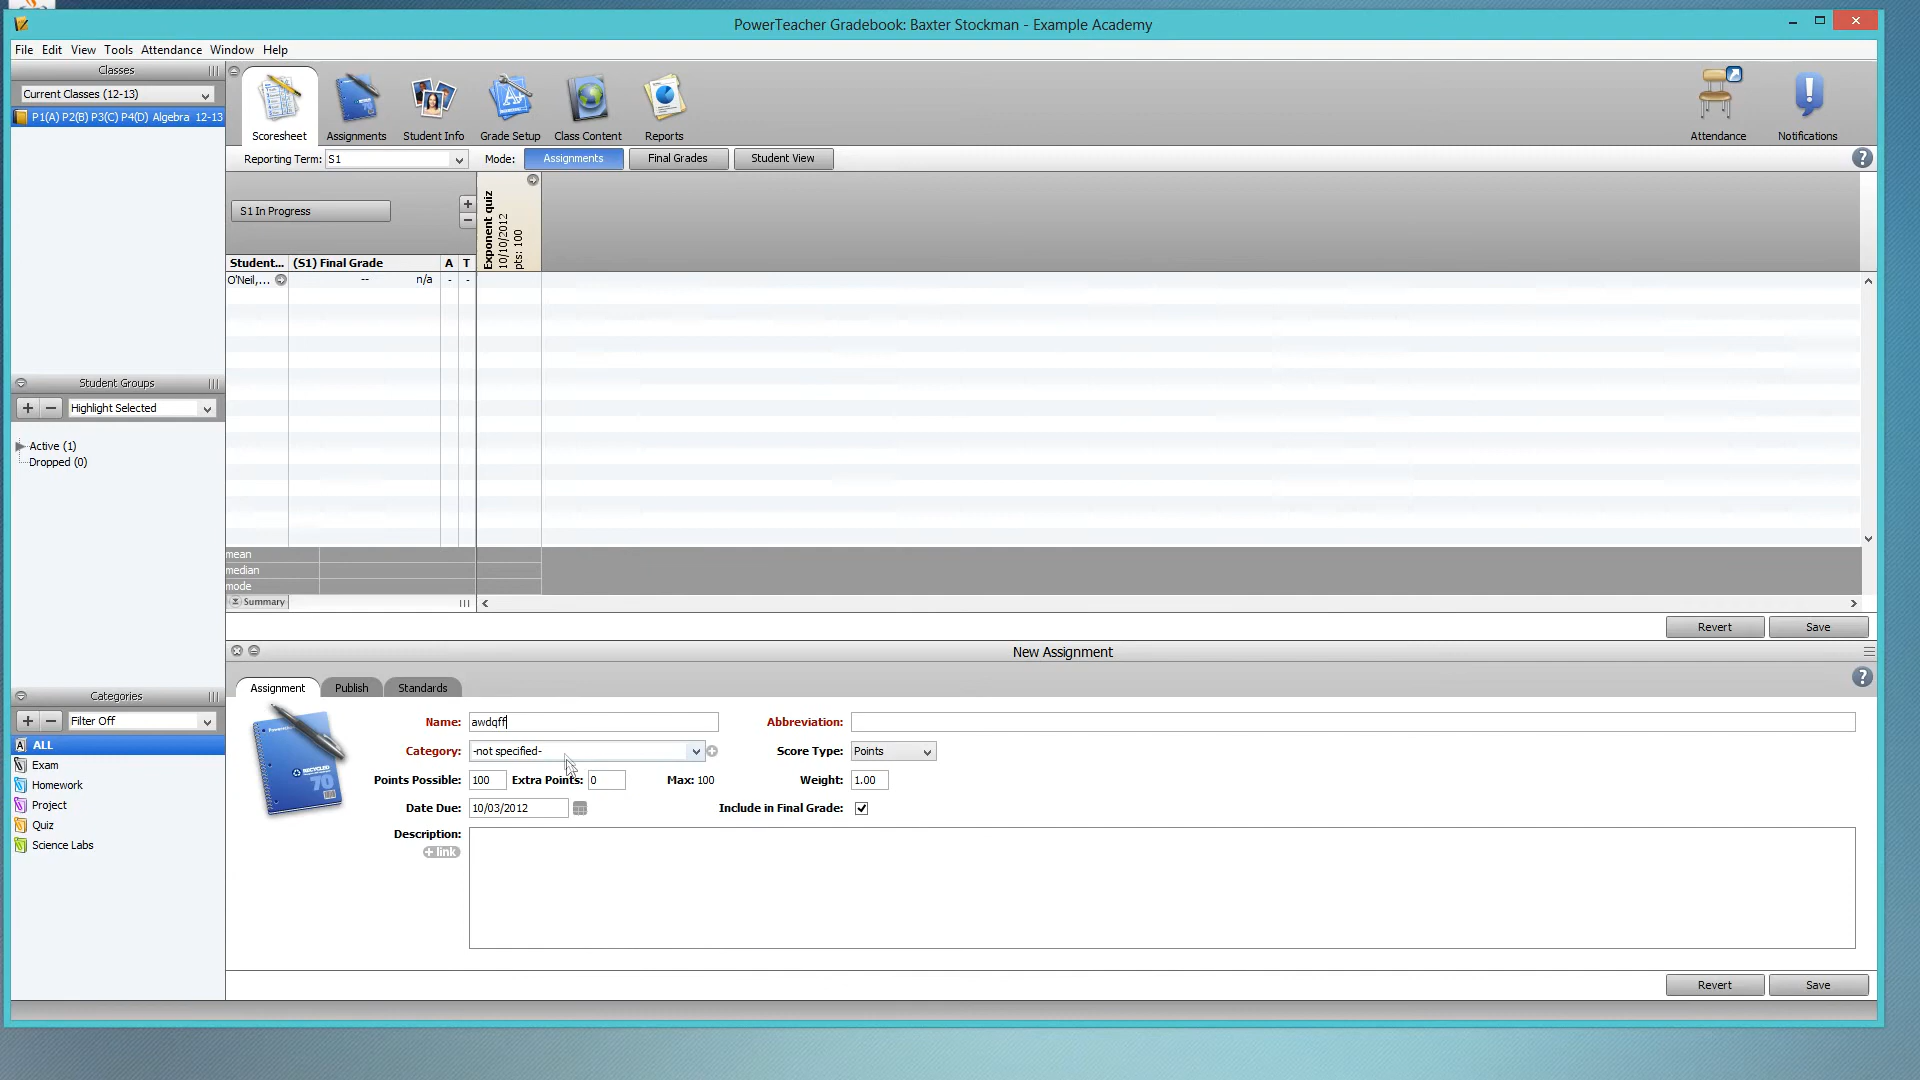 PowerTeacher Gradebook: Baxter Stockman - Example Academy
File Edit View Tools Attendance Window Help
Classes
Current Classes (12-13)
P1(A) P2(B) P3(C) P4(D) Algebra 12-13
Scoresheet
Assignments
Student Info
Grade Setup
Class Content
Reports
Attendance
Notifications
Reporting Term: S1
Mode: Assignments Final Grades Student View
S1 In Progress
Exponent quiz
10/10/2012
pts: 100
Student... (S1) Final Grade A T
O'Neil,... -- n/a - -
Student Groups
Highlight Selected
Active (1)
Dropped (0)
mean
median
mode
Summary
Revert Save
New Assignment
Assignment Publish Standards
Categories
Filter Off
ALL
Exam
Homework
Project
Quiz
Science Labs
Name: awdqff
Abbreviation:
Category: -not specified-
Score Type: Points
Points Possible: 100 Extra Points: 0 Max: 100
Weight: 1.00
Date Due: 10/03/2012
Include in Final Grade:
Description:
+ link
RECYCLED
70
Revert Save